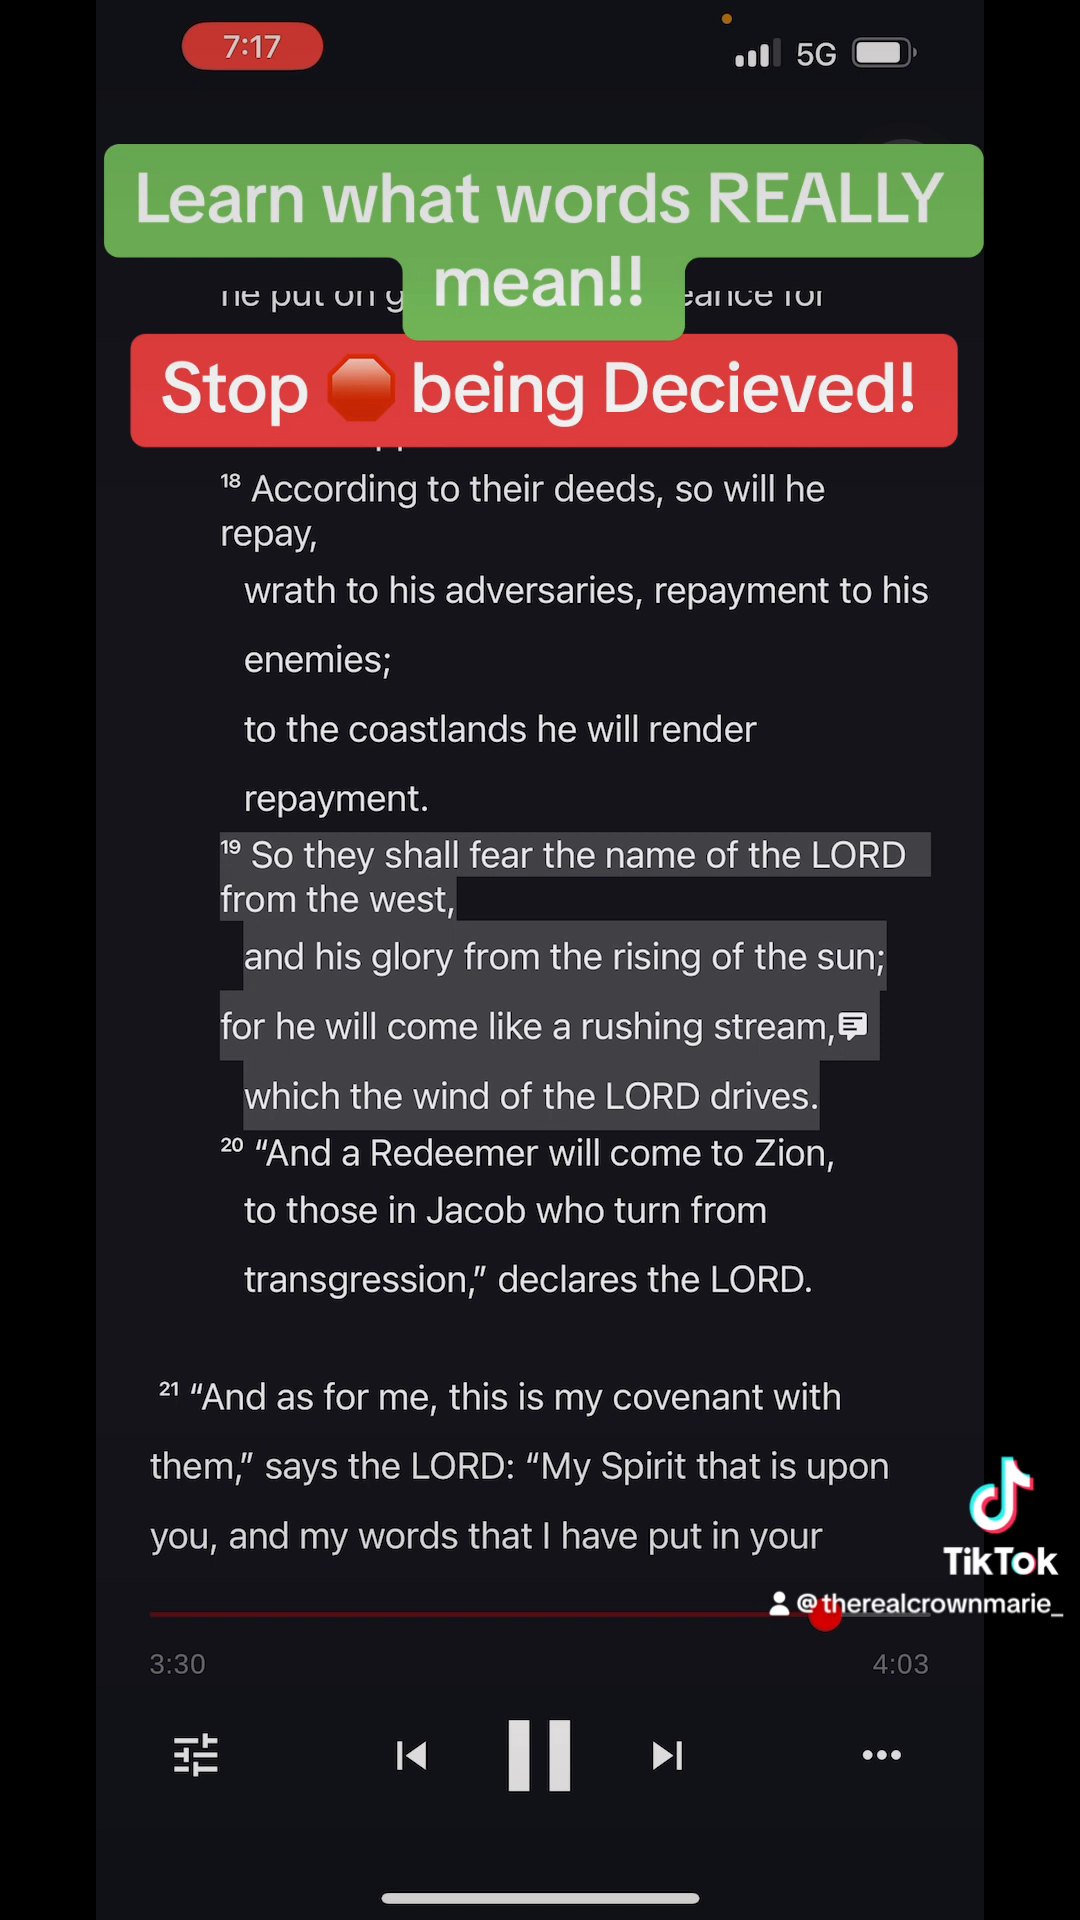 7:17
5G
Learn what words REALLY
mean!!
he put on g
eance for
Stop 🛑 being Decieved!
18 According to their deeds, so will he
repay,
wrath to his adversaries, repayment to his
enemies;
to the coastlands he will render
repayment.
19 So they shall fear the name of the LORD
from the west,
and his glory from the rising of the sun;
for he will come like a rushing stream,
which the wind of the LORD drives.
20 “And a Redeemer will come to Zion,
to those in Jacob who turn from
transgression,” declares the LORD.
21 “And as for me, this is my covenant with
them,” says the LORD: “My Spirit that is upon
you, and my words that I have put in your
TikTok
@therealcrownmarie_
3:30
4:03